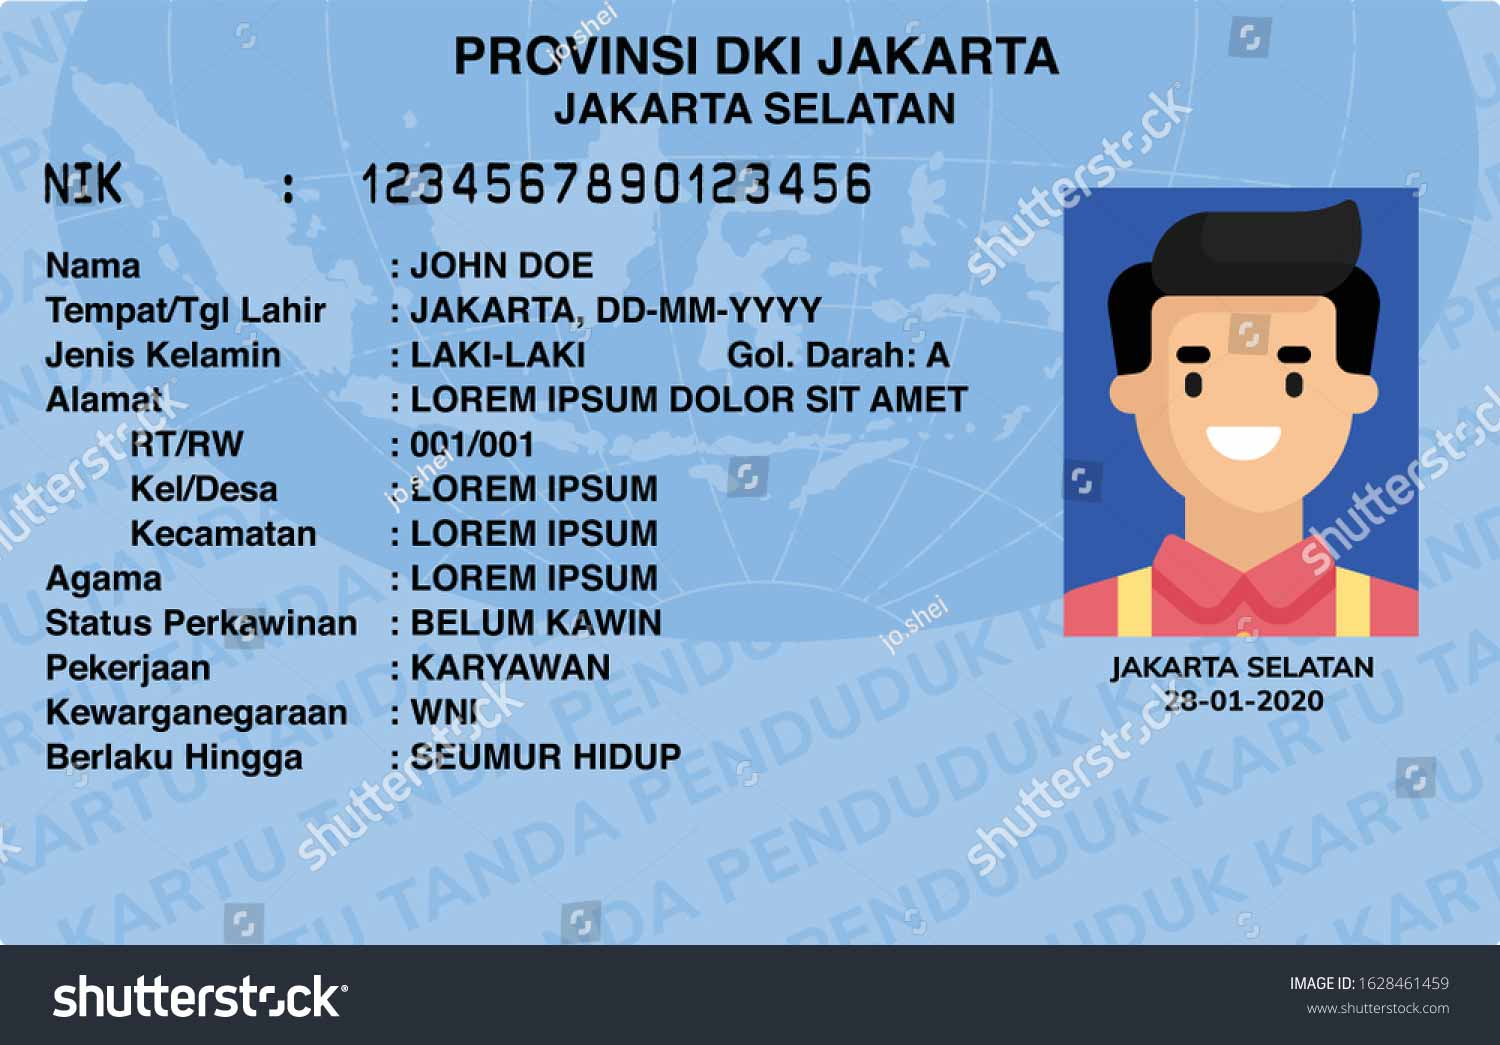 PROVINSI DKI JAKARTA
JAKARTA SELATAN
NIK : 1234567890123456
Nama : JOHN DOE
Tempat/Tgl Lahir : JAKARTA, DD-MM-YYYY
Jenis Kelamin : LAKI-LAKI Gol. Darah: A
Alamat : LOREM IPSUM DOLOR SIT AMET
RT/RW : 001/001
Kel/Desa : LOREM IPSUM
Kecamatan : LOREM IPSUM
Agama : LOREM IPSUM
Status Perkawinan : BELUM KAWIN
Pekerjaan : KARYAWAN
Kewarganegaraan : WNI
Berlaku Hingga : SEUMUR HIDUP
JAKARTA SELATAN
28-01-2020
KARTU TANDA PENDUDUK
shutterstock
jo.shei
shutterstock
IMAGE ID: 1628461459
www.shutterstock.com